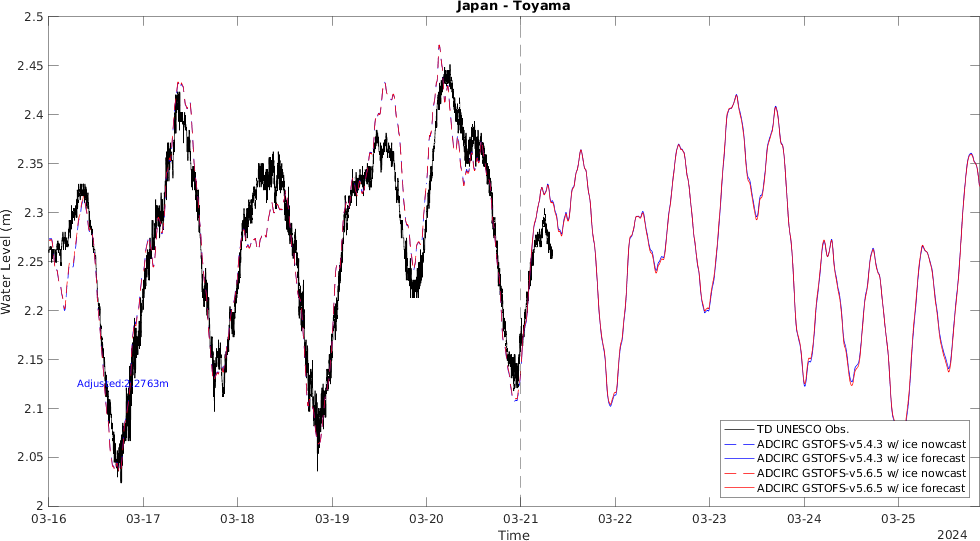 Japan - Toyama
2.5
2.45
2.4
2.35
2.3
2.25
2.2
2.15
2.1
2.05
2
Water Level (m)
Adjusted:2.2763m
TD UNESCO Obs.
ADCIRC GSTOFS-v5.4.3 w/ ice nowcast
ADCIRC GSTOFS-v5.4.3 w/ ice forecast
ADCIRC GSTOFS-v5.6.5 w/ ice nowcast
ADCIRC GSTOFS-v5.6.5 w/ ice forecast
03-16 03-17 03-18 03-19 03-20 03-21 03-22 03-23 03-24 03-25
Time
2024